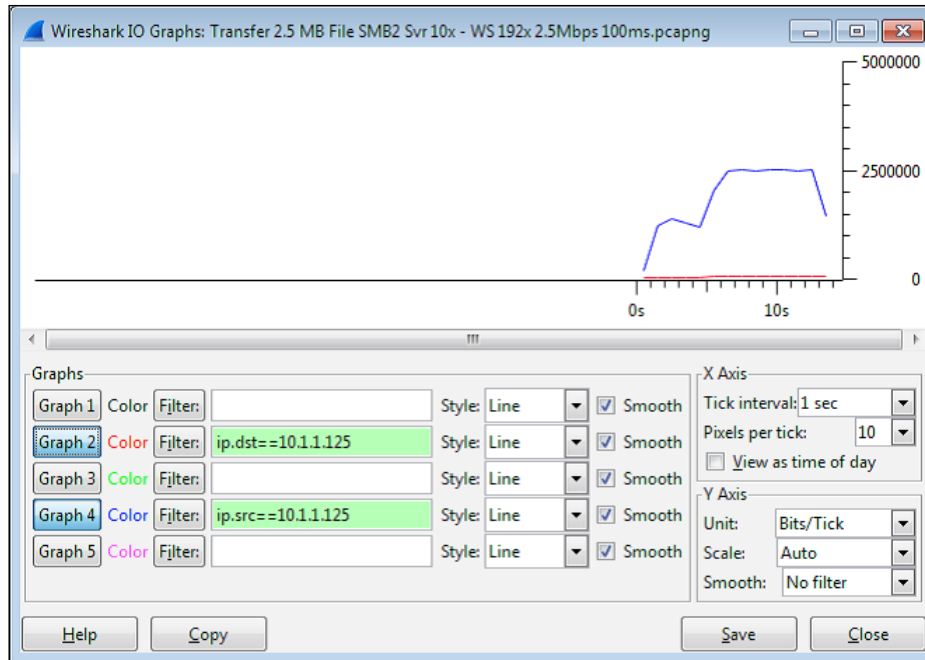 Wireshark IO Graphs: Transfer 2.5 MB File SMB2 Svr 10x - WS 192x 2.5Mbps 100ms.pcapng
5000000
2500000
0
0s 10s
Graphs
Graph 1 Color Filter: Style: Line Smooth
Graph 2 Color Filter: ip.dst==10.1.1.125 Style: Line Smooth
Graph 3 Color Filter: Style: Line Smooth
Graph 4 Color Filter: ip.src==10.1.1.125 Style: Line Smooth
Graph 5 Color Filter: Style: Line Smooth
X Axis
Tick interval: 1 sec
Pixels per tick: 10
View as time of day
Y Axis
Unit: Bits/Tick
Scale: Auto
Smooth: No filter
Help Copy Save Close